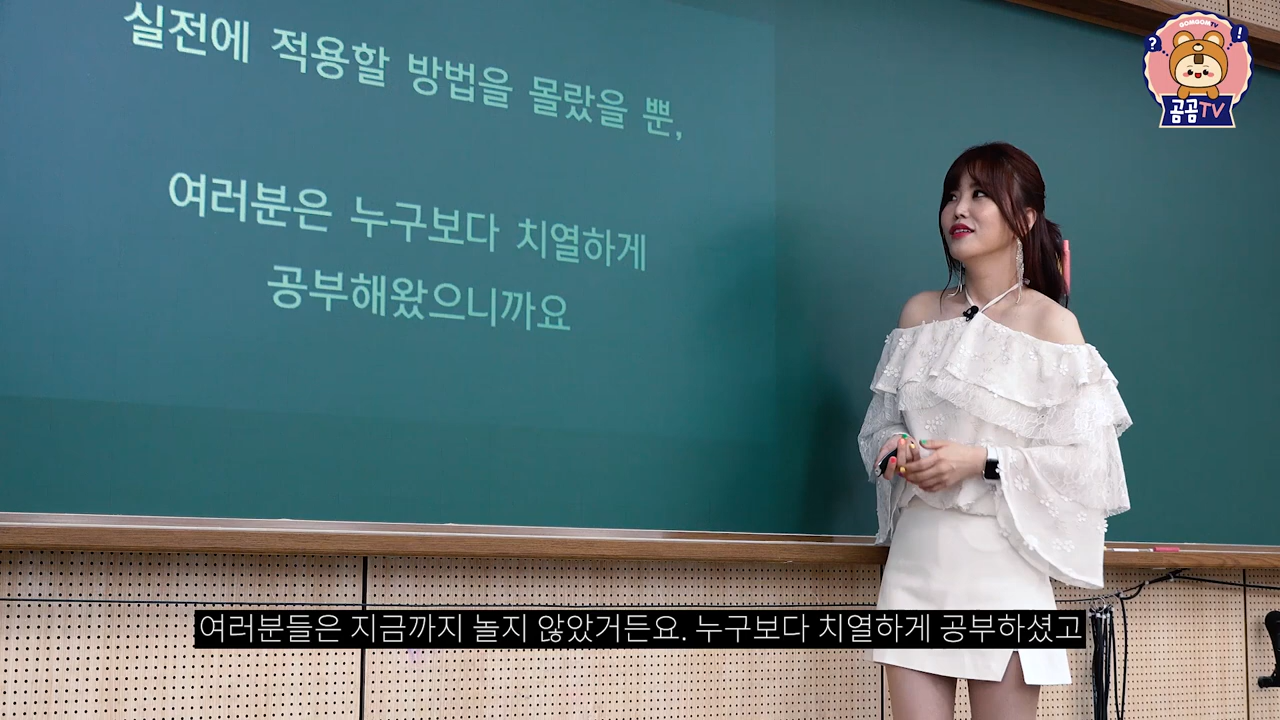 실전에 적용할 방법을 몰랐을 뿐,
여러분은 누구보다 치열하게
공부해왔으니까요
GOMGOMTV
?
!
곰곰TV
여러분들은 지금까지 놀지 않았거든요. 누구보다 치열하게 공부하셨고